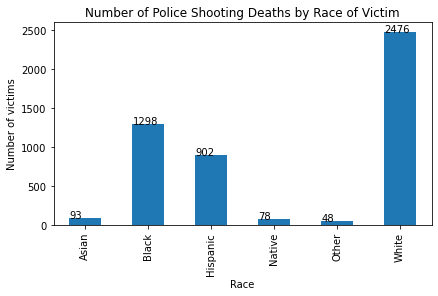 Number of Police Shooting Deaths by Race of Victim
Number of victims
2500
2000
1500
1000
500
0
93
1298
902
78
48
2476
Asian
Black
Hispanic
Native
Other
White
Race